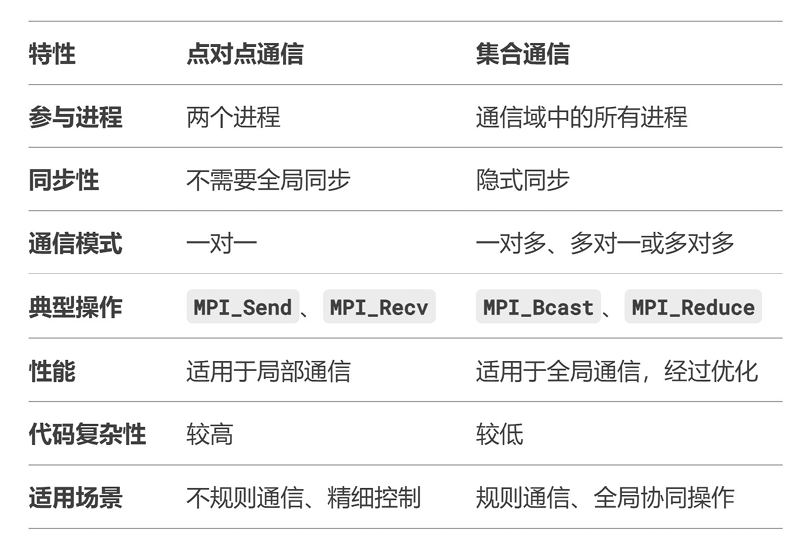 特性 点对点通信 集合通信
参与进程 两个进程 通信域中的所有进程
同步性 不需要全局同步 隐式同步
通信模式 一对一 一对多、多对一或多对多
典型操作 MPI_Send、MPI_Recv MPI_Bcast、MPI_Reduce
性能 适用于局部通信 适用于全局通信，经过优化
代码复杂性 较高 较低
适用场景 不规则通信、精细控制 规则通信、全局协同操作